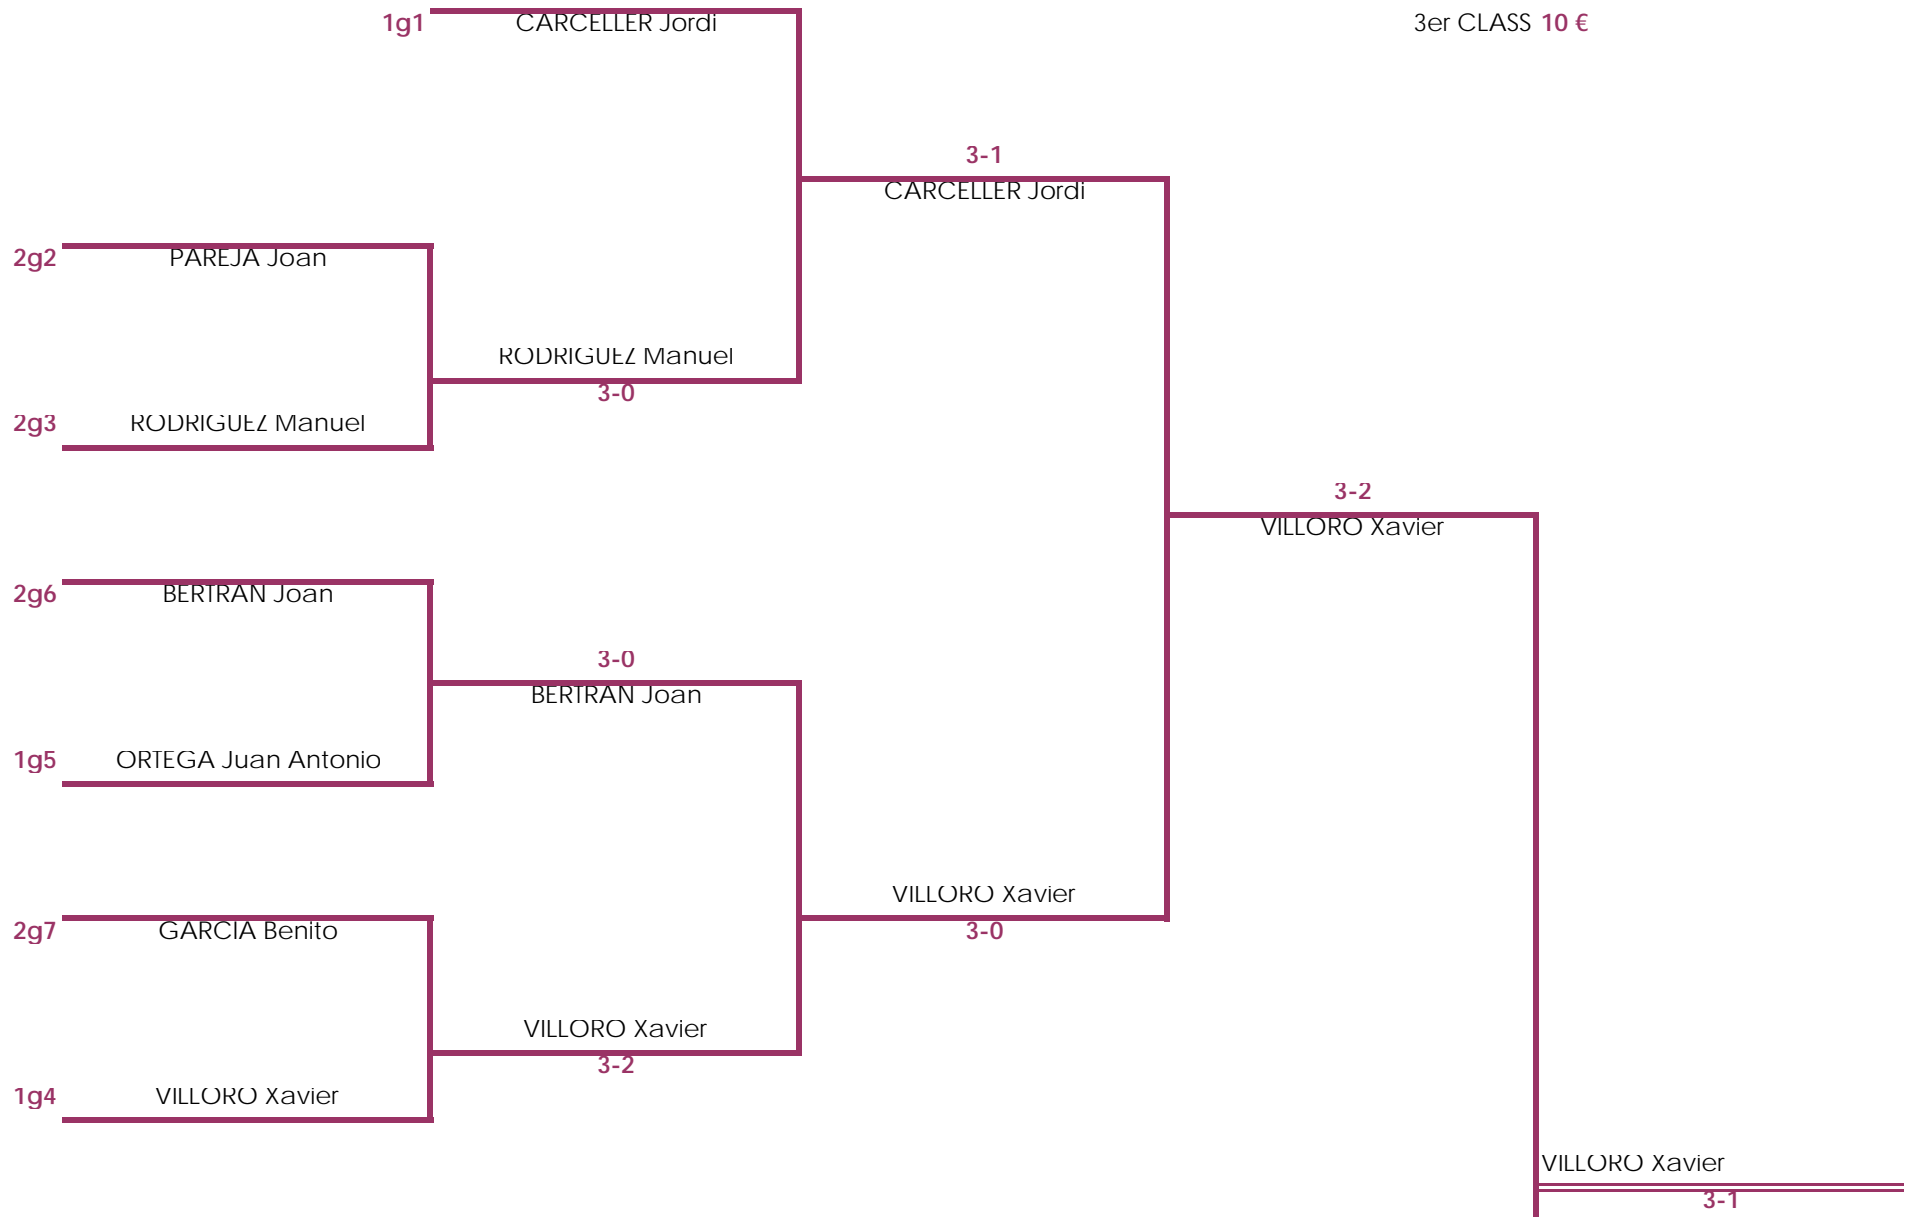 1g1 CARCELLER Jordi 3er CLASS 10 €
3-1
CARCELLER Jordi
2g2 PAREJA Joan
RODRIGUEZ Manuel
3-0
2g3 RODRIGUEZ Manuel
3-2
VILLORO Xavier
2g6 BERTRAN Joan
3-0
BERTRAN Joan
1g5 ORTEGA Juan Antonio
VILLORO Xavier
3-0
2g7 GARCIA Benito
VILLORO Xavier
3-2
1g4 VILLORO Xavier
VILLORO Xavier
3-1